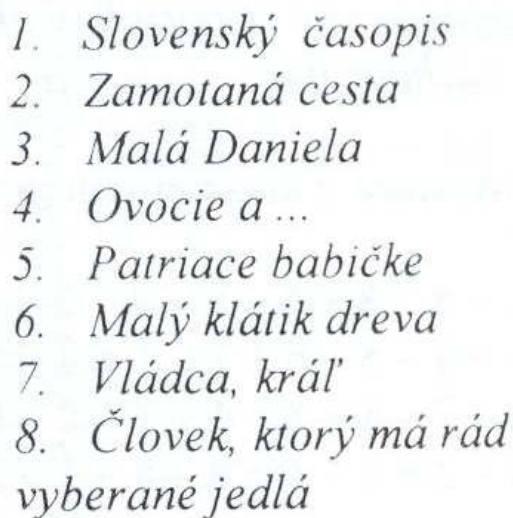 1. Slovenský časopis
2. Zamotaná cesta
3. Malá Daniela
4. Ovocie a ...
5. Patriace babičke
6. Malý klátik dreva
7. Vládca, kráľ
8. Človek, ktorý má rád
vyberané jedlá